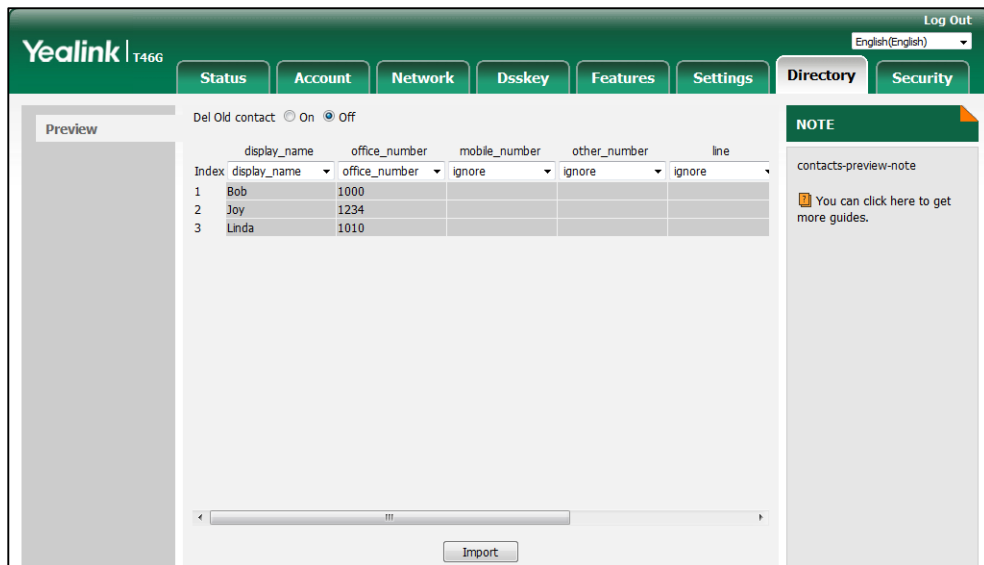 Log Out
Yealink T46G
English(English)
Status Account Network Dsskey Features Settings Directory Security
Preview
Del Old contact On Off
display_name office_number mobile_number other_number line
Index display_name office_number ignore ignore ignore
1 Bob 1000
2 Joy 1234
3 Linda 1010
Import
NOTE
contacts-preview-note
You can click here to get
more guides.